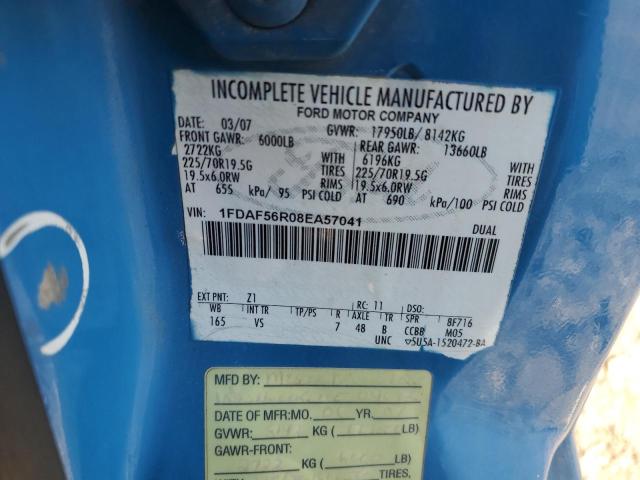 INCOMPLETE VEHICLE MANUFACTURED BY
FORD MOTOR COMPANY
DATE: 03/07 GVWR: 17950LB/ 8142KG
FRONT GAWR: 6000LB REAR GAWR: 13660LB
2722KG WITH 6196KG WITH
225/70R19.5G TIRES 225/70R19.5G TIRES
19.5x6.0RW RIMS 19.5x6.0RW RIMS
AT 655 kPa/ 95 PSI COLD AT 690 kPa/100 PSI COLD
VIN: 1FDAF56R08EA57041 DUAL
EXT PNT: Z1 RC: 11 DSO:
WB INT TR TP/PS R AXLE TR SPR 8F716
165 VS 7 48 B CCBB M05
UNC 5U5A-1520472-BA
MFD BY:
DATE OF MFR: MO. YR.
GVWR: KG ( LB)
GAWR-FRONT:
2722 KG ( LB)
TIRES,